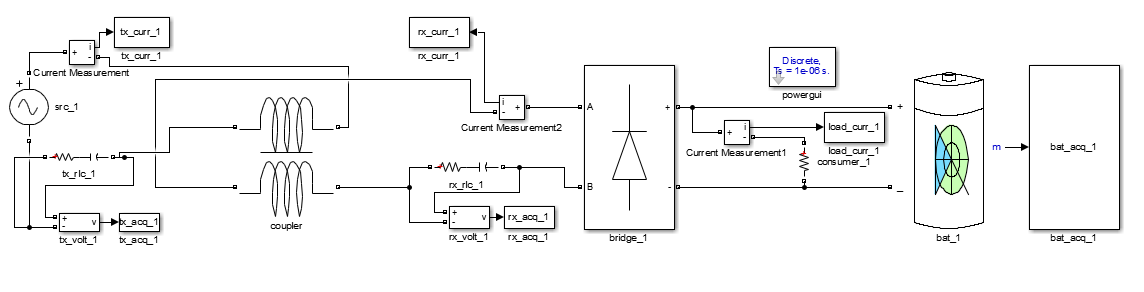 tx_curr_1
tx_curr_1
+
i
-
Current Measurement
+
src_1
tx_rlc_1
+
-
v
tx_volt_1
tx_acq_1
tx_acq_1
coupler
rx_curr_1
rx_curr_1
i
-
+
Current Measurement2
rx_rlc_1
+
-
v
rx_volt_1
rx_acq_1
rx_acq_1
A
B
+
-
bridge_1
Discrete,
Ts = 1e-06 s.
powergui
+
i
-
Current Measurement1
load_curr_1
load_curr_1
consumer_1
+
–
bat_1
m
bat_acq_1
bat_acq_1